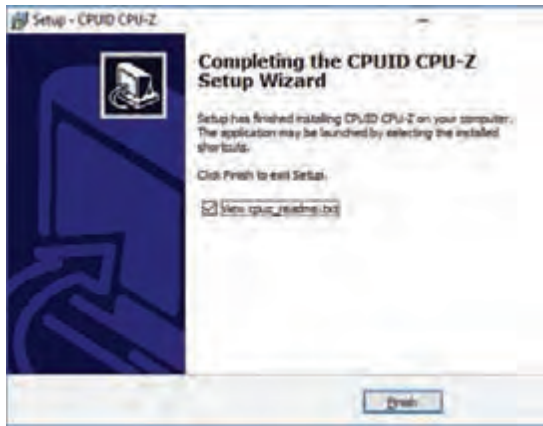 Setup - CPUID CPU-Z
Completing the CPUID CPU-Z
Setup Wizard
Setup has finished installing CPUID CPU-Z on your computer.
The application may be launched by selecting the installed
shortcuts.
Click Finish to exit Setup.
View cpuz_readme.txt
Finish